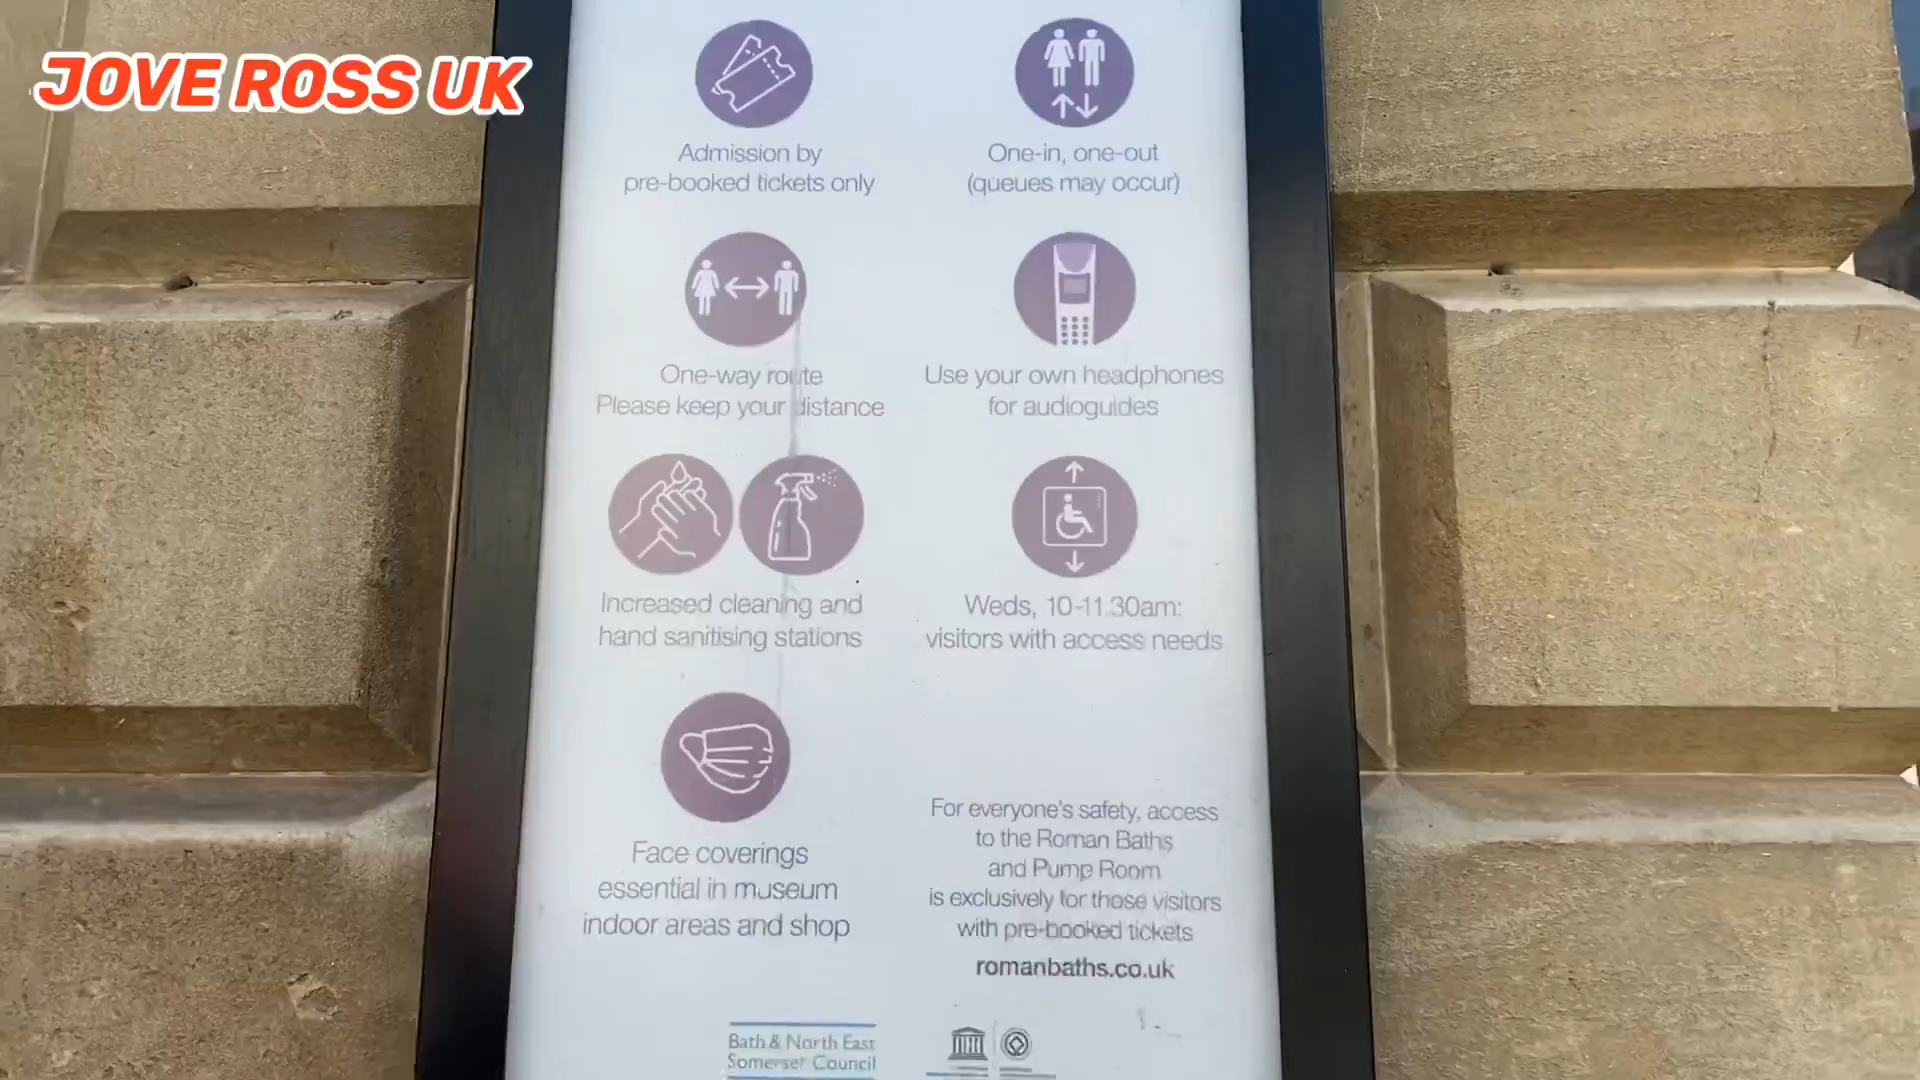 JOVE ROSS UK
Admission by
pre-booked tickets only
One-in, one-out
(queues may occur)
One-way route
Please keep your distance
Use your own headphones
for audioguides
Increased cleaning and
hand sanitising stations
Weds, 10-11.30am:
visitors with access needs
Face coverings
essential in museum
indoor areas and shop
For everyone's safety, access
to the Roman Baths
and Pump Room
is exclusively for those visitors
with pre-booked tickets
romanbaths.co.uk
Bath & North East
Somerset Council